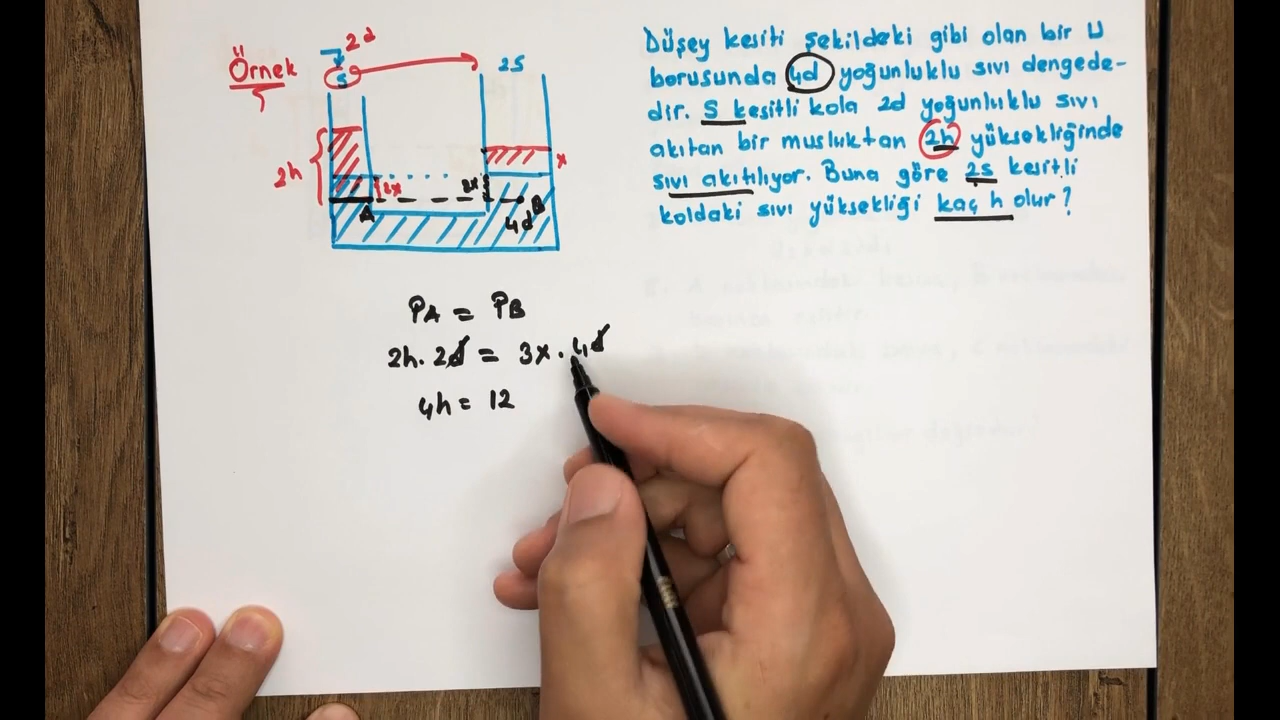 Örnek
2d
S
2S
2h
2x
3x
x
A
B
4d
Düşey kesiti şekildeki gibi olan bir U
borusunda 4d yoğunluklu sıvı dengede-
dir. S kesitli kola 2d yoğunluklu sıvı
akıtan bir musluktan 2h yüksekliğinde
sıvı akıtılıyor. Buna göre 2s kesitli
koldaki sıvı yüksekliği kaç h olur?
PA = PB
2h. 2d = 3x. 4d
4h = 12